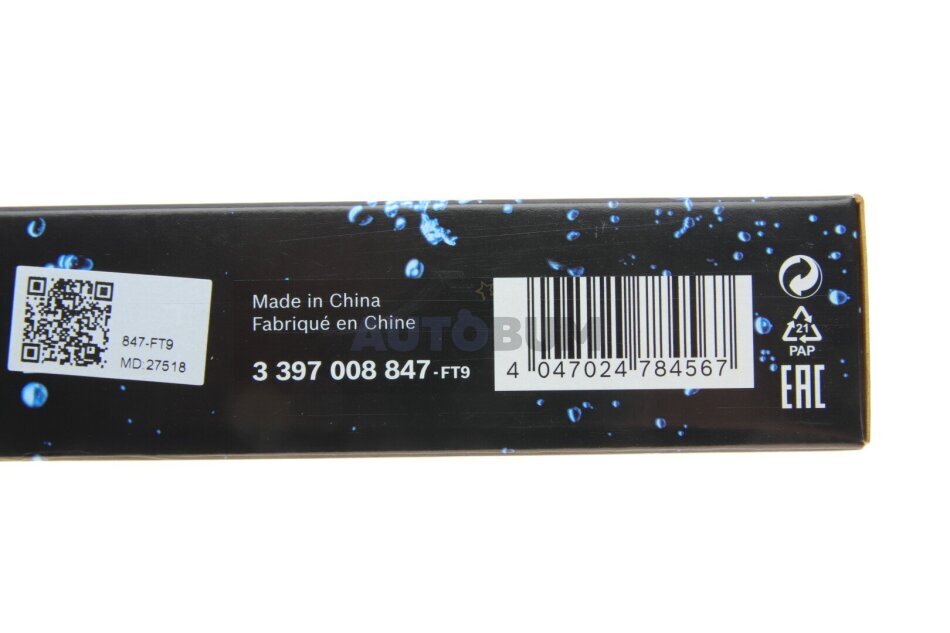 847-FT9
MD:27518
Made in China
Fabriqué en Chine
AUTOBUM
3 397 008 847-FT9
4 047024 784567
21
PAP
EAC